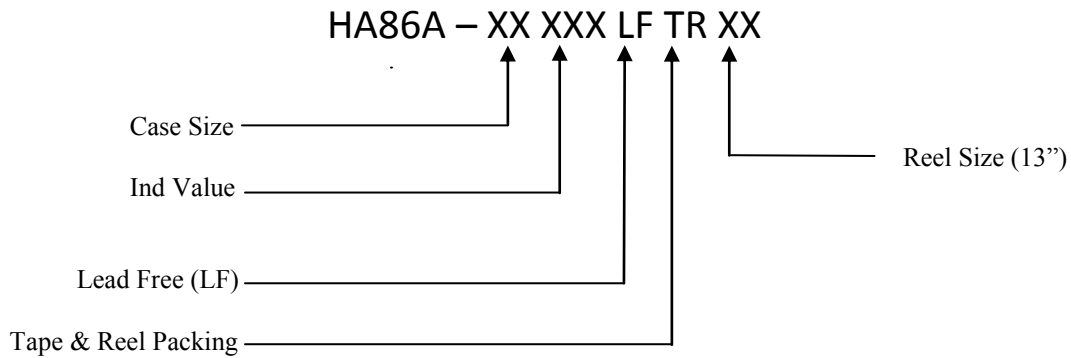 HA86A – XX XXX LF TR XX
Case Size
Reel Size (13”)
Ind Value
Lead Free (LF)
Tape & Reel Packing